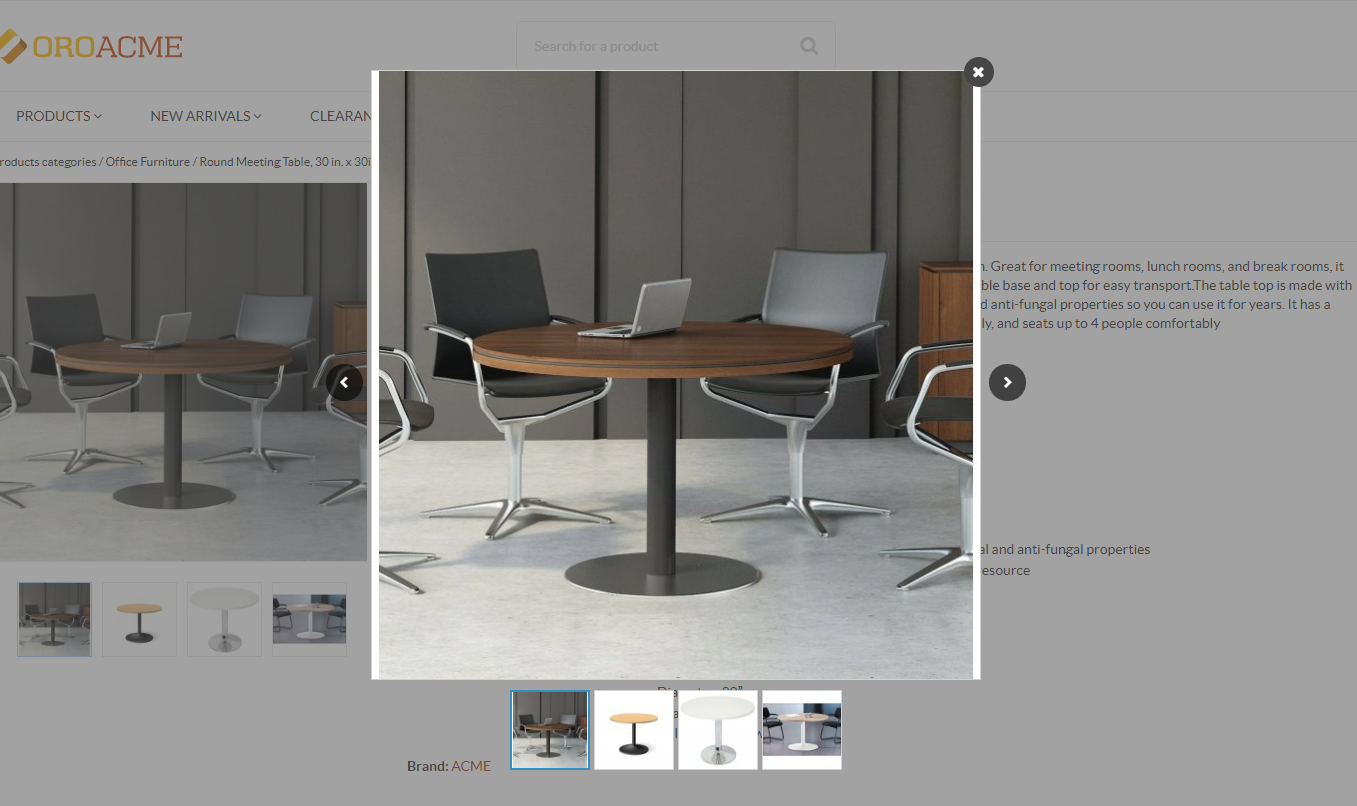 OROACME
Search for a product
PRODUCTS
NEW ARRIVALS
CLEARAN
roducts categories / Office Furniture / Round Meeting Table, 30 in. x 30i
n. Great for meeting rooms, lunch rooms, and break rooms, it
ble base and top for easy transport.The table top is made with
d anti-fungal properties so you can use it for years. It has a
ly, and seats up to 4 people comfortably
al and anti-fungal properties
esource
Brand: ACME